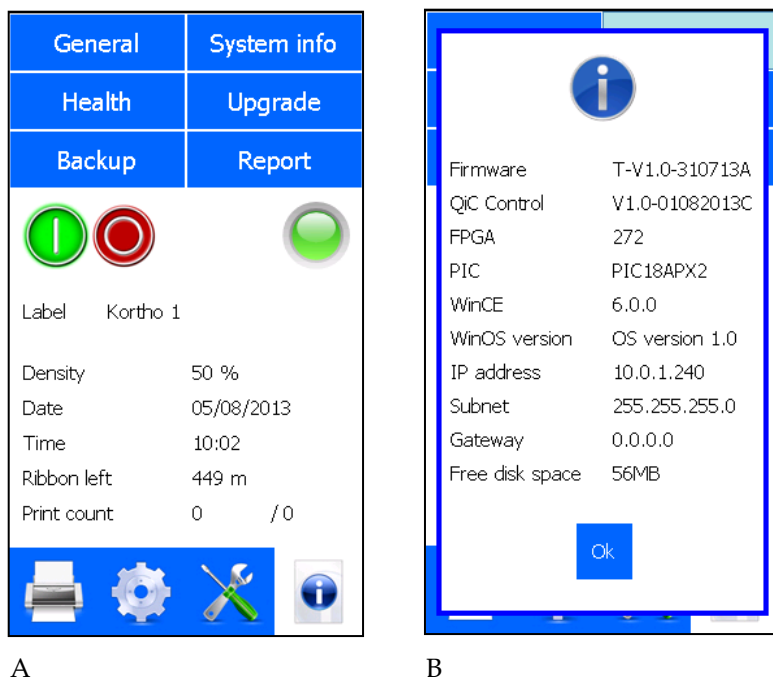 General System info
Health Upgrade
Backup Report
Label Kortho 1
Density 50 %
Date 05/08/2013
Time 10:02
Ribbon left 449 m
Print count 0 / 0
A
Firmware T-V1.0-310713A
QiC Control V1.0-01082013C
FPGA 272
PIC PIC18APX2
WinCE 6.0.0
WinOS version OS version 1.0
IP address 10.0.1.240
Subnet 255.255.255.0
Gateway 0.0.0.0
Free disk space 56MB
Ok
B